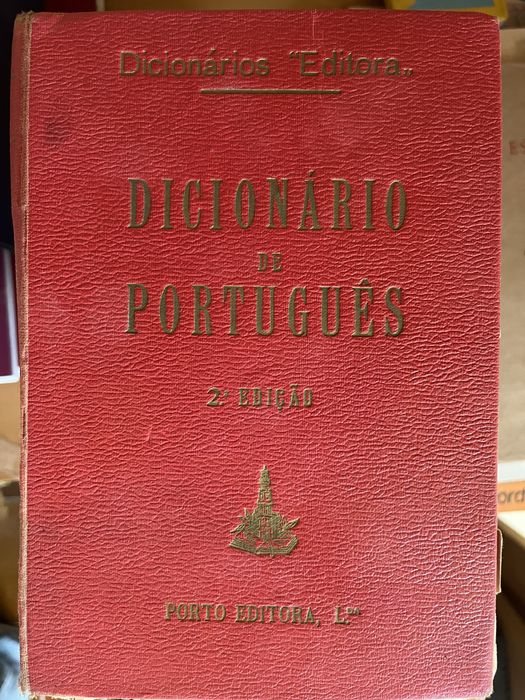 Dicionários "Editora„
DICIONÁRIO
DE
PORTUGUÊS
2.ª EDIÇÃO
PORTO EDITORA, L.DA